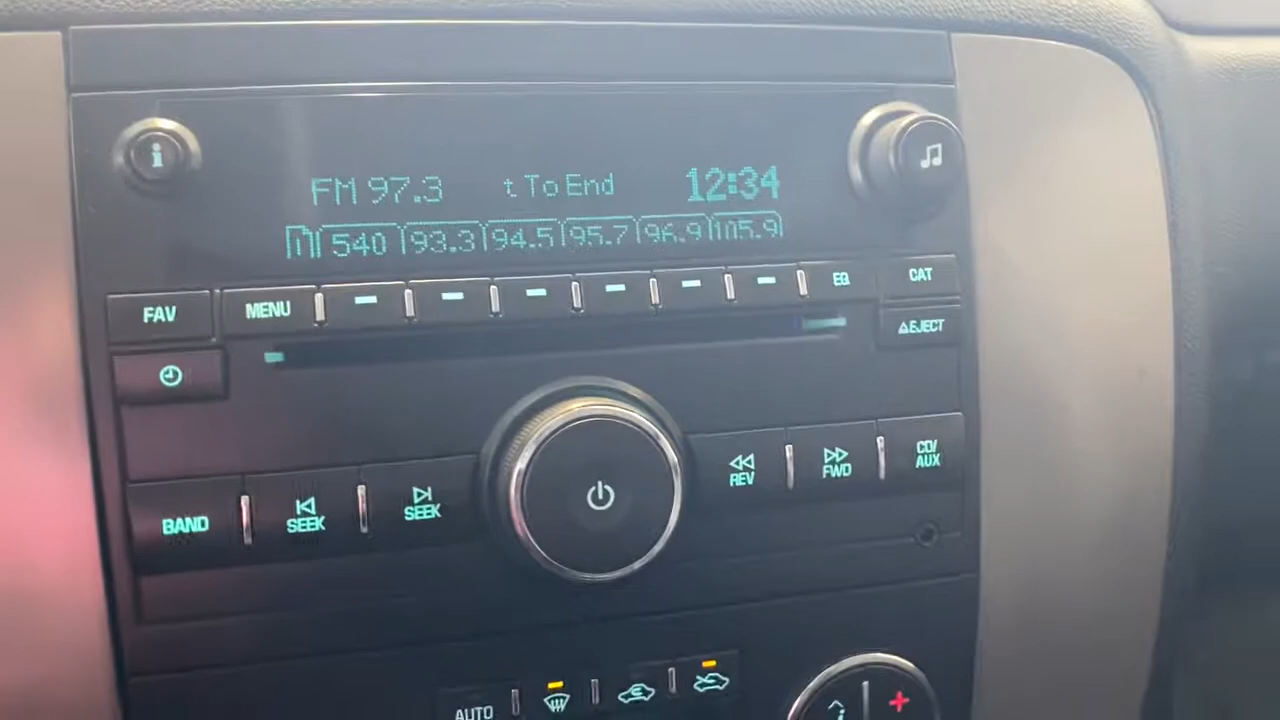 FM 97.3 t To End 12:34
540 93.3 94.5 95.7 96.9 105.9
FAV MENU EQ CAT
EJECT
BAND SEEK SEEK REV FWD CD/AUX
AUTO